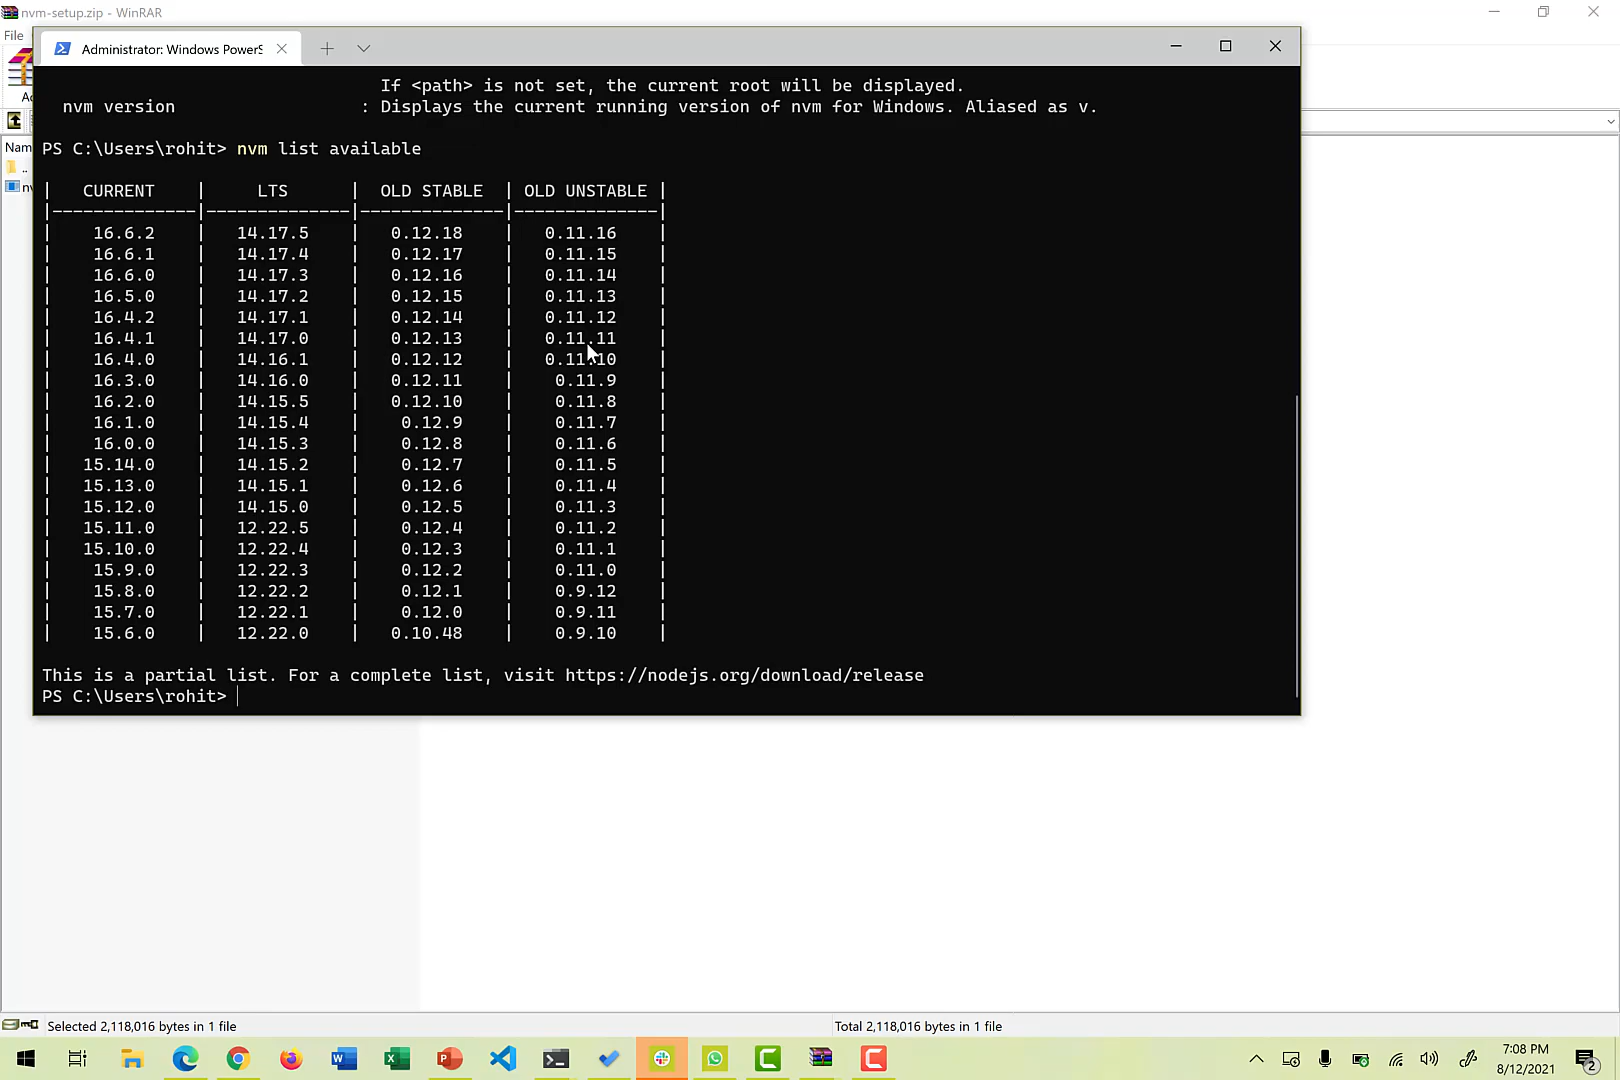 nvm-setup.zip - WinRAR
File
Administrator: Windows PowerS
If <path> is not set, the current root will be displayed.
nvm version : Displays the current running version of nvm for Windows. Aliased as v.
PS C:\Users\rohit> nvm list available
| CURRENT | LTS | OLD STABLE | OLD UNSTABLE |
|--------------|--------------|--------------|--------------|
| 16.6.2 | 14.17.5 | 0.12.18 | 0.11.16 |
| 16.6.1 | 14.17.4 | 0.12.17 | 0.11.15 |
| 16.6.0 | 14.17.3 | 0.12.16 | 0.11.14 |
| 16.5.0 | 14.17.2 | 0.12.15 | 0.11.13 |
| 16.4.2 | 14.17.1 | 0.12.14 | 0.11.12 |
| 16.4.1 | 14.17.0 | 0.12.13 | 0.11.11 |
| 16.4.0 | 14.16.1 | 0.12.12 | 0.11.10 |
| 16.3.0 | 14.16.0 | 0.12.11 | 0.11.9 |
| 16.2.0 | 14.15.5 | 0.12.10 | 0.11.8 |
| 16.1.0 | 14.15.4 | 0.12.9 | 0.11.7 |
| 16.0.0 | 14.15.3 | 0.12.8 | 0.11.6 |
| 15.14.0 | 14.15.2 | 0.12.7 | 0.11.5 |
| 15.13.0 | 14.15.1 | 0.12.6 | 0.11.4 |
| 15.12.0 | 14.15.0 | 0.12.5 | 0.11.3 |
| 15.11.0 | 12.22.5 | 0.12.4 | 0.11.2 |
| 15.10.0 | 12.22.4 | 0.12.3 | 0.11.1 |
| 15.9.0 | 12.22.3 | 0.12.2 | 0.11.0 |
| 15.8.0 | 12.22.2 | 0.12.1 | 0.9.12 |
| 15.7.0 | 12.22.1 | 0.12.0 | 0.9.11 |
| 15.6.0 | 12.22.0 | 0.10.48 | 0.9.10 |
This is a partial list. For a complete list, visit https://nodejs.org/download/release
PS C:\Users\rohit>
Nam
..
nv
Selected 2,118,016 bytes in 1 file
Total 2,118,016 bytes in 1 file
7:08 PM
8/12/2021
2